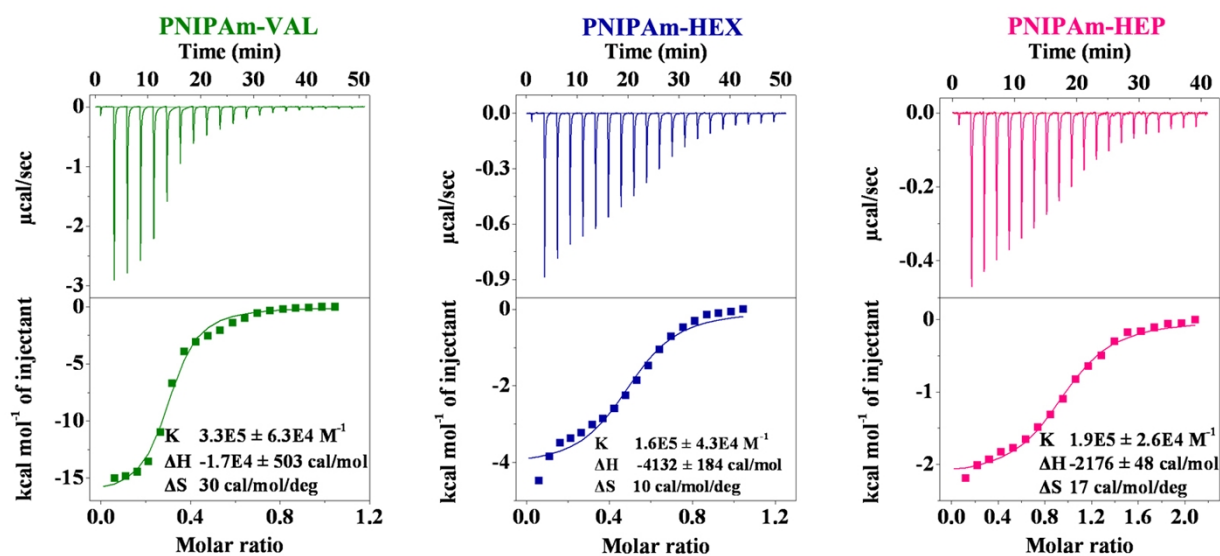 PNIPAm-VAL
Time (min)
0 10 20 30 40 50 60
0
-1
-2
-3
µcal/sec
0
-5
-10
-15
kcal mol⁻¹ of injectant
K 3.3E5 ± 6.3E4 M⁻¹
ΔH -1.7E4 ± 503 cal/mol
ΔS 30 cal/mol/deg
0.0 0.4 0.8 1.2
Molar ratio
PNIPAm-HEX
Time (min)
0 10 20 30 40 50
0.0
-0.3
-0.6
-0.9
µcal/sec
0
-2
-4
kcal mol⁻¹ of injectant
K 1.6E5 ± 4.3E4 M⁻¹
ΔH -4132 ± 184 cal/mol
ΔS 10 cal/mol/deg
0.0 0.4 0.8 1.2
Molar ratio
PNIPAm-HEP
Time (min)
0 10 20 30 40
0.0
-0.2
-0.4
µcal/sec
0
-1
-2
kcal mol⁻¹ of injectant
K 1.9E5 ± 2.6E4 M⁻¹
ΔH -2176 ± 48 cal/mol
ΔS 17 cal/mol/deg
0.0 0.4 0.8 1.2 1.6 2.0
Molar ratio